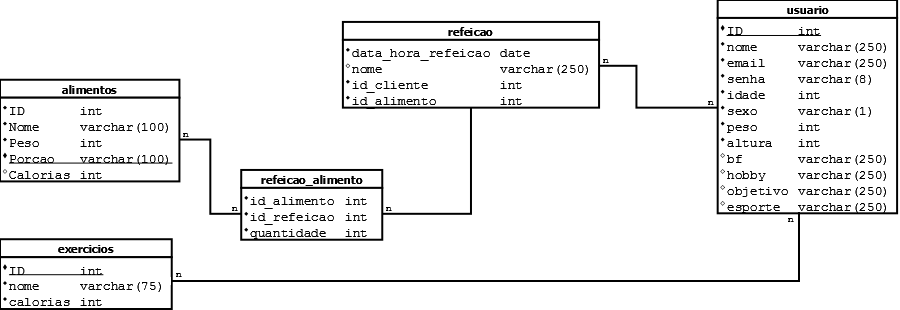 usuario
ID int
nome varchar(250)
email varchar(250)
senha varchar(8)
idade int
sexo varchar(1)
peso int
altura int
bf varchar(250)
hobby varchar(250)
objetivo varchar(250)
esporte varchar(250)
n
n
n
refeicao
data_hora_refeicao date
nome varchar(250)
id_cliente int
id_alimento int
alimentos
ID int
Nome varchar(100)
Peso int
Porcao varchar(100)
Calorias int
n
n
refeicao_alimento
id_alimento int
id_refeicao int
quantidade int
n
exercicios
ID int
nome varchar(75)
calorias int
n